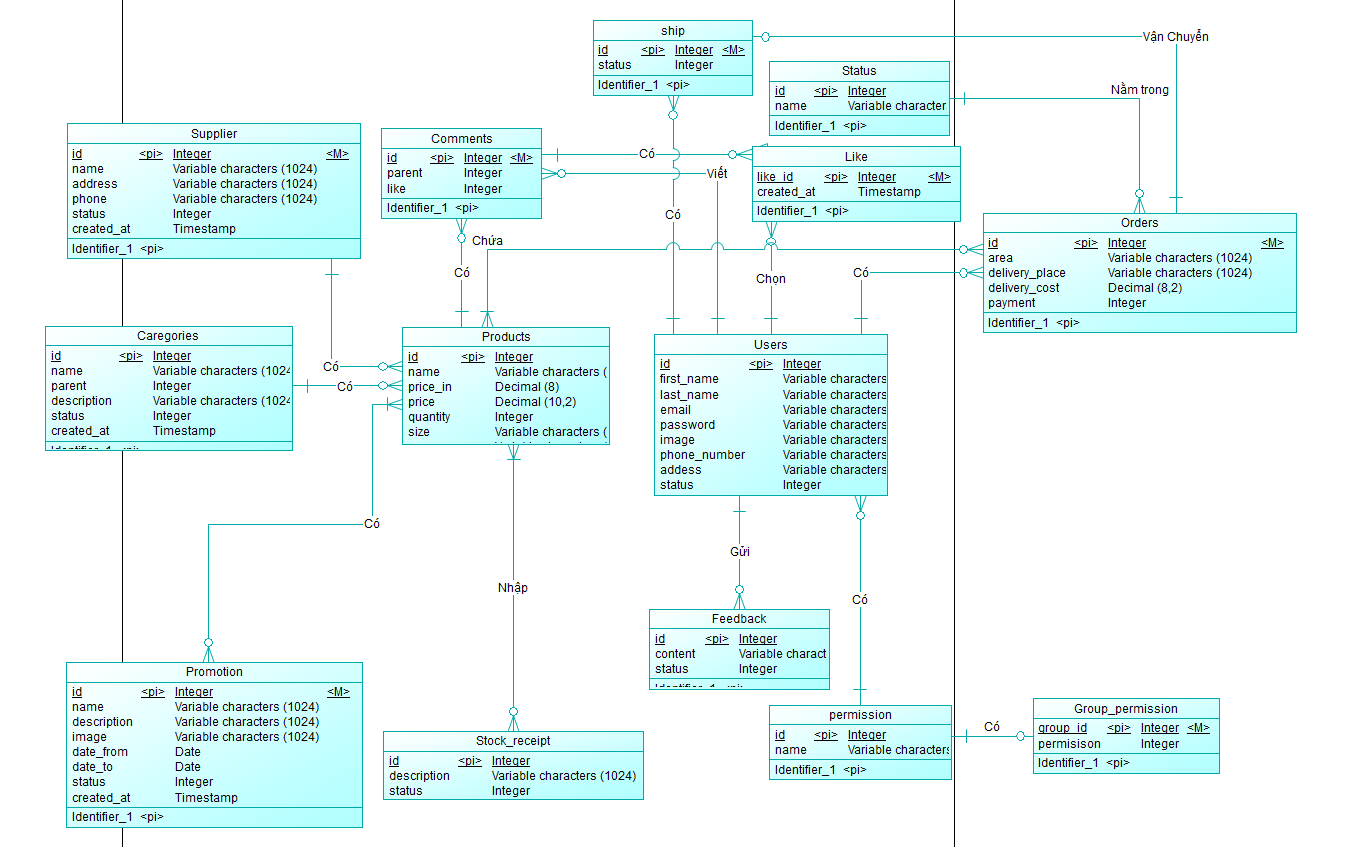 ship
id <pi> Integer <M>
status Integer
Identifier_1 <pi>
Vận Chuyển
Status
id <pi> Integer
name Variable character
Identifier_1 <pi>
Nằm trong
Supplier
id <pi> Integer <M>
name Variable characters (1024)
address Variable characters (1024)
phone Variable characters (1024)
status Integer
created_at Timestamp
Identifier_1 <pi>
Comments
id <pi> Integer <M>
parent Integer
like Integer
Identifier_1 <pi>
Có
Viết
Like
like_id <pi> Integer <M>
created_at Timestamp
Identifier_1 <pi>
Có
Chứa
Có
Chọn
Có
Orders
id <pi> Integer <M>
area Variable characters (1024)
delivery_place Variable characters (1024)
delivery_cost Decimal (8,2)
payment Integer
Identifier_1 <pi>
Caregories
id <pi> Integer
name Variable characters (1024
parent Integer
description Variable characters (1024
status Integer
created_at Timestamp
Identifier_1 <pi>
Có
Có
Products
id <pi> Integer
name Variable characters (
price_in Decimal (8)
price Decimal (10,2)
quantity Integer
size Variable characters (
Users
id <pi> Integer
first_name Variable characters
last_name Variable characters
email Variable characters
password Variable characters
image Variable characters
phone_number Variable characters
addess Variable characters
status Integer
Có
Nhập
Gửi
Có
Feedback
id <pi> Integer
content Variable charact
status Integer
Identifier_1 <pi>
Promotion
id <pi> Integer <M>
name Variable characters (1024)
description Variable characters (1024)
image Variable characters (1024)
date_from Date
date_to Date
status Integer
created_at Timestamp
Identifier_1 <pi>
Stock_receipt
id <pi> Integer
description Variable characters (1024)
status Integer
permission
id <pi> Integer
name Variable characters
Identifier_1 <pi>
Có
Group_permission
group_id <pi> Integer <M>
permisison Integer
Identifier_1 <pi>